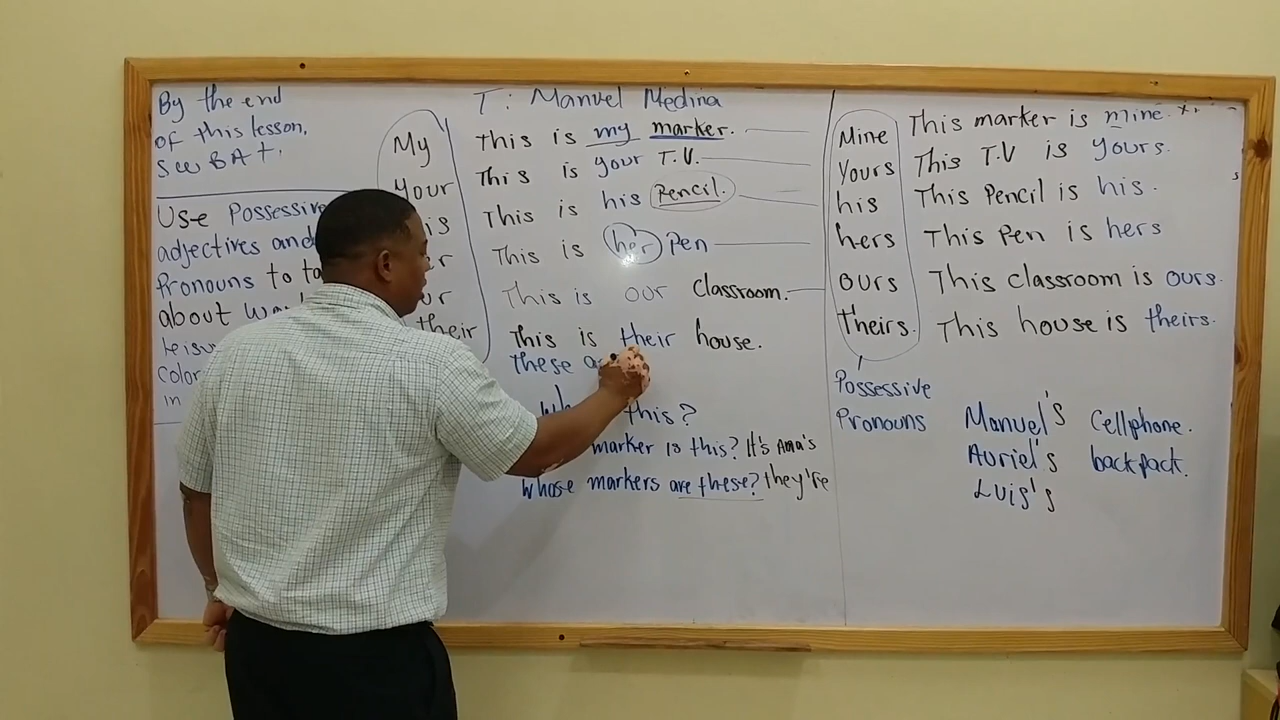 By the end
of this lesson,
SWBAT.
Use Possessive
adjectives and
Pronouns to
about
in
My
Your
their
T: Manuel Medina
This is my marker.
This is your T.V.
This is his Pencil.
This is her Pen
This is our classroom.
This is their house.
These
this?
marker is this? It's Ana's
Whose markers are these? they're
Mine
Yours
his
hers
ours
theirs.
Possessive
Pronouns
This marker is mine.
This T.V is yours.
This Pencil is his.
This Pen is hers
This classroom is ours.
This house is theirs.
Manuel's Cellphone.
Auriel's backpack.
Luis's